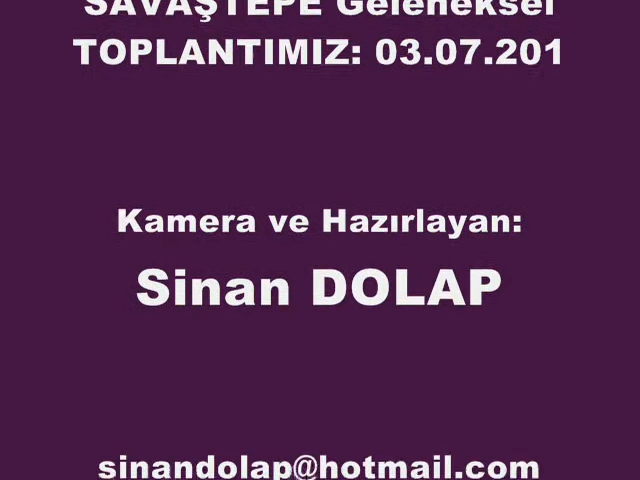 SAVAŞTEPE Geleneksel
TOPLANTIMIZ: 03.07.201
Kamera ve Hazırlayan:
Sinan DOLAP
sinandolap@hotmail.com